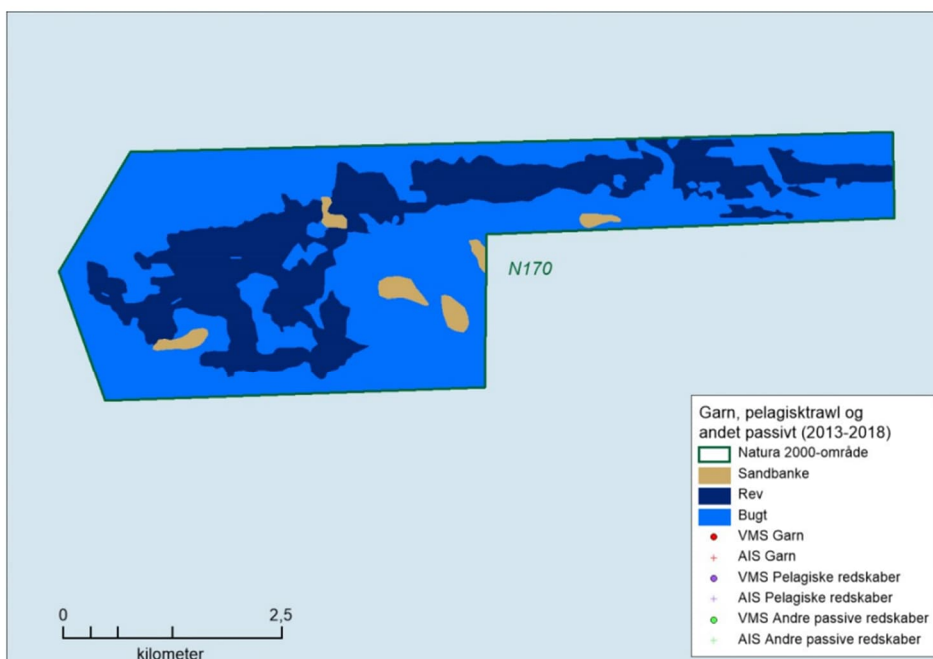 N170
Garn, pelagisktrawl og
andet passivt (2013-2018)
Natura 2000-område
Sandbanke
Rev
Bugt
VMS Garn
AIS Garn
VMS Pelagiske redskaber
AIS Pelagiske redskaber
VMS Andre passive redskaber
AIS Andre passive redskaber
0 2,5
kilometer